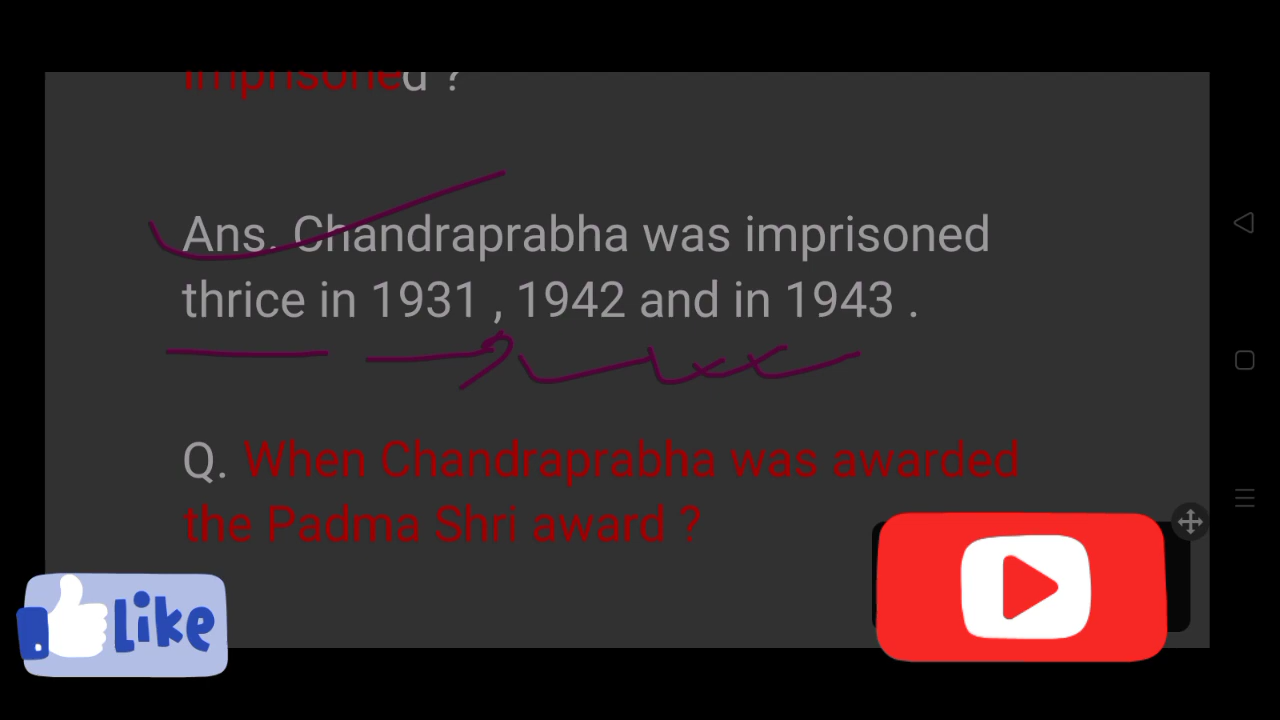 imprisoned ?
Ans. Chandraprabha was imprisoned
thrice in 1931 , 1942 and in 1943 .
Q. When Chandraprabha was awarded
the Padma Shri award ?
Like